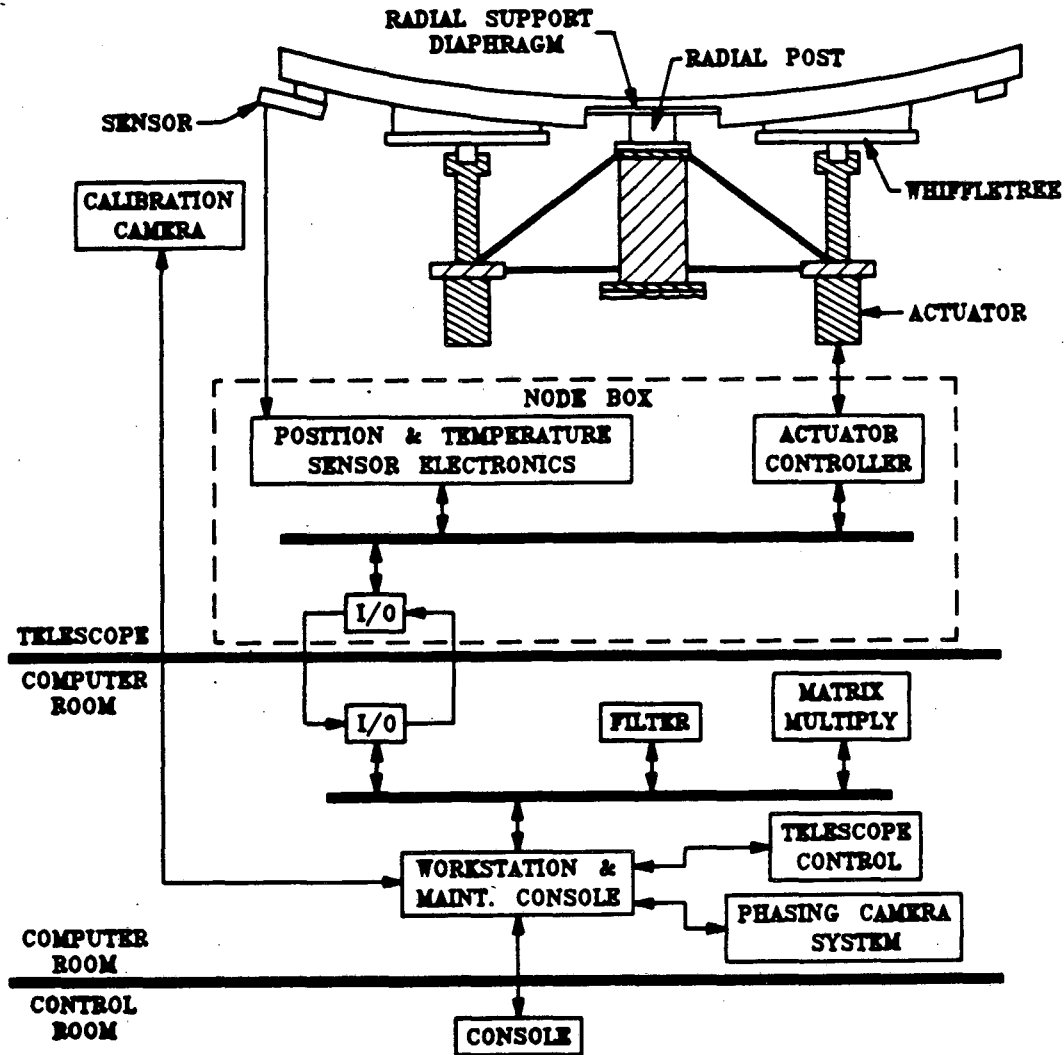 RADIAL SUPPORT
DIAPHRAGM
RADIAL POST
SENSOR
WHIFFLETREE
CALIBRATION
CAMERA
ACTUATOR
NODE BOX
POSITION & TEMPERATURE
SENSOR ELECTRONICS
ACTUATOR
CONTROLLER
I/O
TELESCOPE
COMPUTER
ROOM
I/O
FILTER
MATRIX
MULTIPLY
WORKSTATION &
MAINT. CONSOLE
TELESCOPE
CONTROL
PHASING CAMERA
SYSTEM
COMPUTER
ROOM
CONTROL
ROOM
CONSOLE